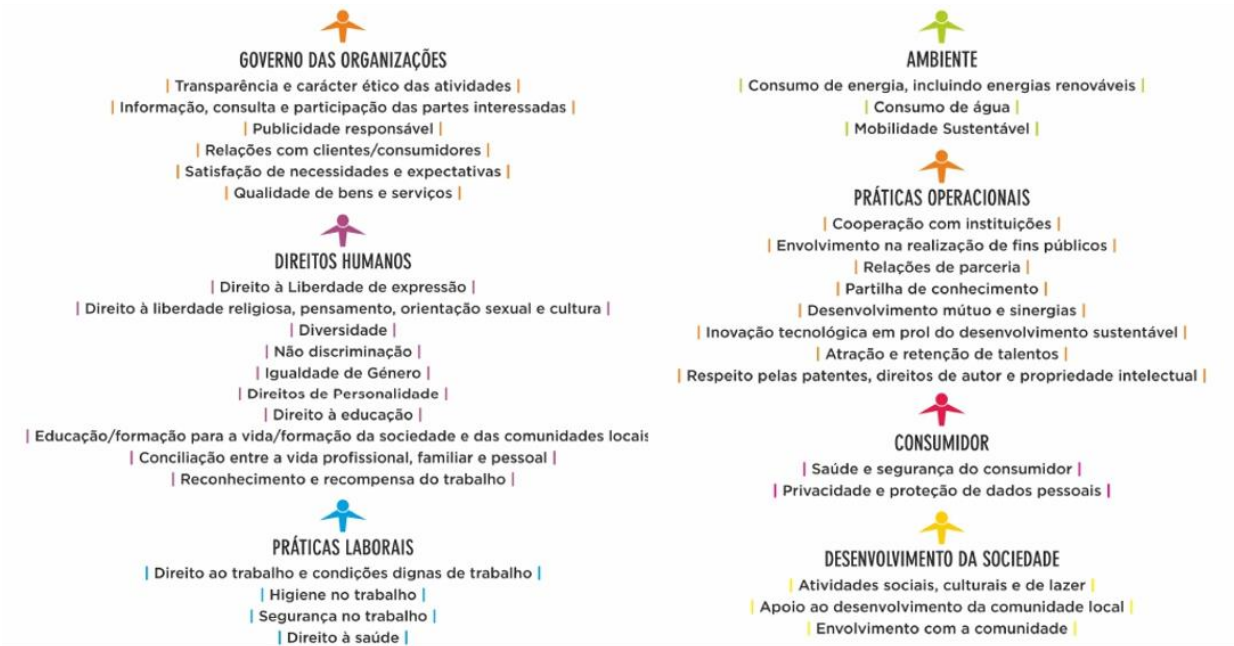 GOVERNO DAS ORGANIZAÇÕES
| Transparência e carácter ético das atividades |
| Informação, consulta e participação das partes interessadas |
| Publicidade responsável |
| Relações com clientes/consumidores |
| Satisfação de necessidades e expectativas |
| Qualidade de bens e serviços |
DIREITOS HUMANOS
| Direito à Liberdade de expressão |
| Direito à liberdade religiosa, pensamento, orientação sexual e cultura |
| Diversidade |
| Não discriminação |
| Igualdade de Género |
| Direitos de Personalidade |
| Direito à educação |
| Educação/formação para a vida/formação da sociedade e das comunidades locais
| Conciliação entre a vida profissional, familiar e pessoal |
| Reconhecimento e recompensa do trabalho |
PRÁTICAS LABORAIS
| Direito ao trabalho e condições dignas de trabalho |
| Higiene no trabalho |
| Segurança no trabalho |
| Direito à saúde |
AMBIENTE
| Consumo de energia, incluindo energias renováveis |
| Consumo de água |
| Mobilidade Sustentável |
PRÁTICAS OPERACIONAIS
| Cooperação com instituições |
| Envolvimento na realização de fins públicos |
| Relações de parceria |
| Partilha de conhecimento |
| Desenvolvimento mútuo e sinergias |
| Inovação tecnológica em prol do desenvolvimento sustentável |
| Atração e retenção de talentos |
| Respeito pelas patentes, direitos de autor e propriedade intelectual |
CONSUMIDOR
| Saúde e segurança do consumidor |
| Privacidade e proteção de dados pessoais |
DESENVOLVIMENTO DA SOCIEDADE
| Atividades sociais, culturais e de lazer |
| Apoio ao desenvolvimento da comunidade local |
| Envolvimento com a comunidade |